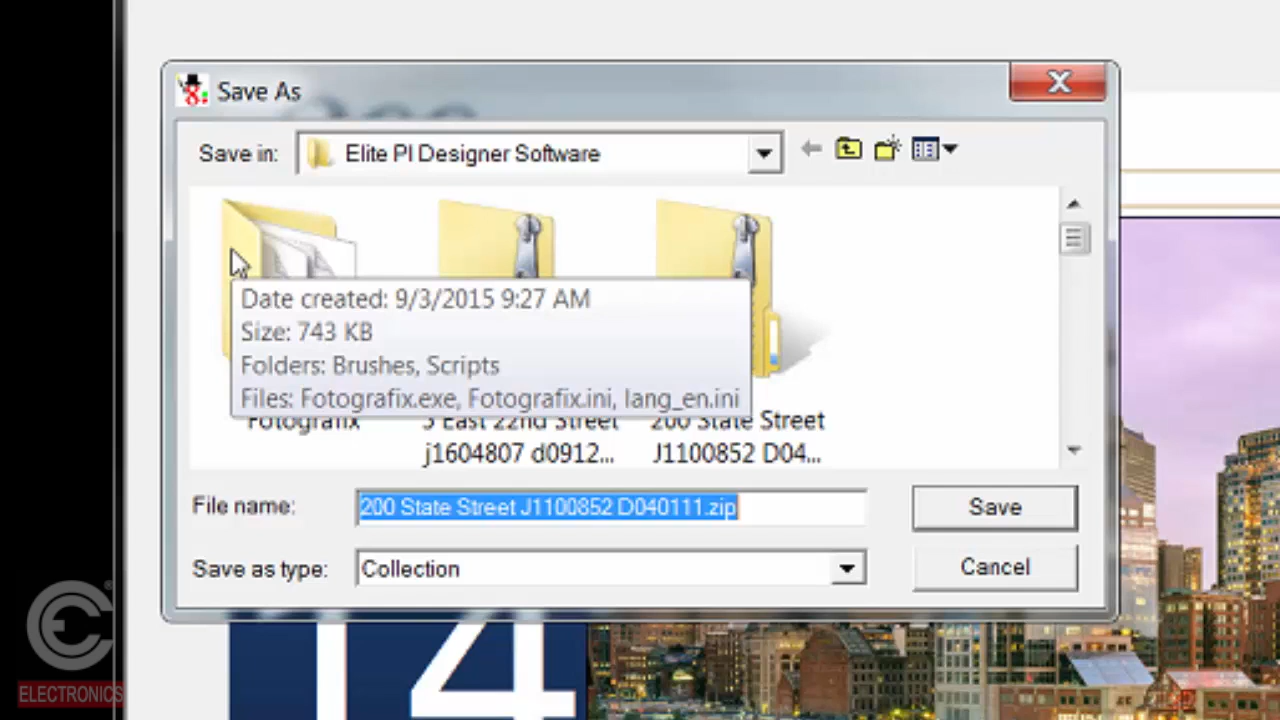 Save As
Save in:
Elite PI Designer Software
Date created: 9/3/2015 9:27 AM
Size: 743 KB
Folders: Brushes, Scripts
Files: Fotografix.exe, Fotografix.ini, lang_en.ini
Fotografix
5 East 22nd Street
j1604807 d0912...
200 State Street
J1100852 D04...
File name:
200 State Street J1100852 D040111.zip
Save
Save as type:
Collection
Cancel
14
CE
ELECTRONICS